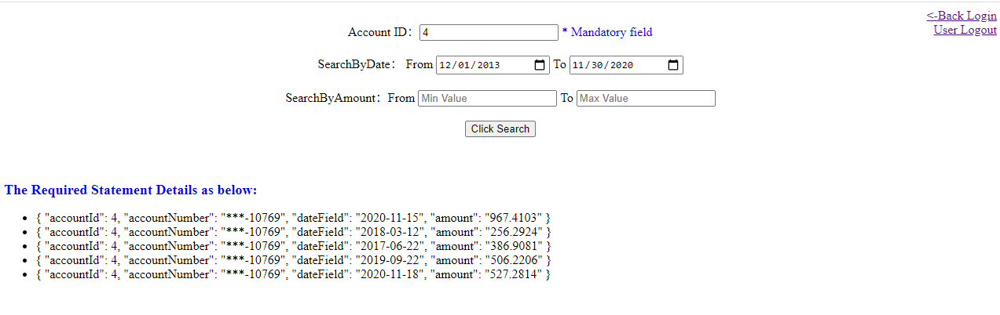 <-Back Login
User Logout
Account ID: 4 * Mandatory field
SearchByDate: From 12/01/2013 To 11/30/2020
SearchByAmount: From Min Value To Max Value
Click Search
The Required Statement Details as below:
• { "accountId": 4, "accountNumber": "***-10769", "dateField": "2020-11-15", "amount": "967.4103" }
• { "accountId": 4, "accountNumber": "***-10769", "dateField": "2018-03-12", "amount": "256.2924" }
• { "accountId": 4, "accountNumber": "***-10769", "dateField": "2017-06-22", "amount": "386.9081" }
• { "accountId": 4, "accountNumber": "***-10769", "dateField": "2019-09-22", "amount": "506.2206" }
• { "accountId": 4, "accountNumber": "***-10769", "dateField": "2020-11-18", "amount": "527.2814" }